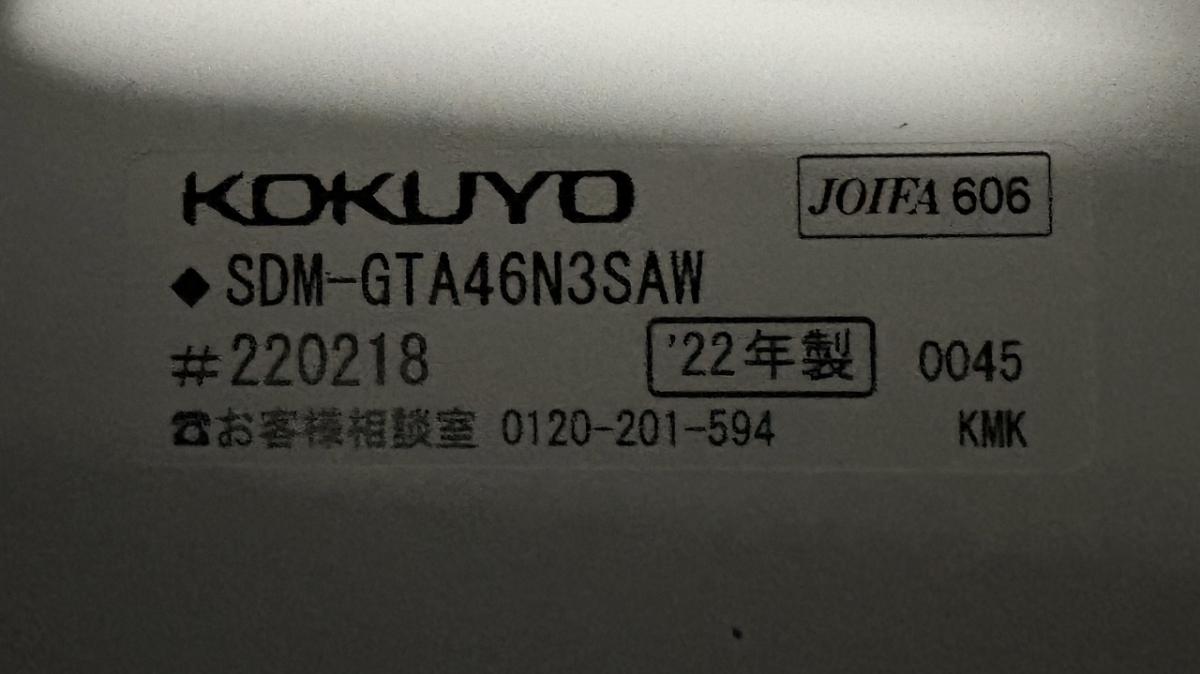 KOKUYO JOIFA 606
◆SDM-GTA46N3SAW
#220218 '22年製 0045
☎お客様相談室 0120-201-594 KMK